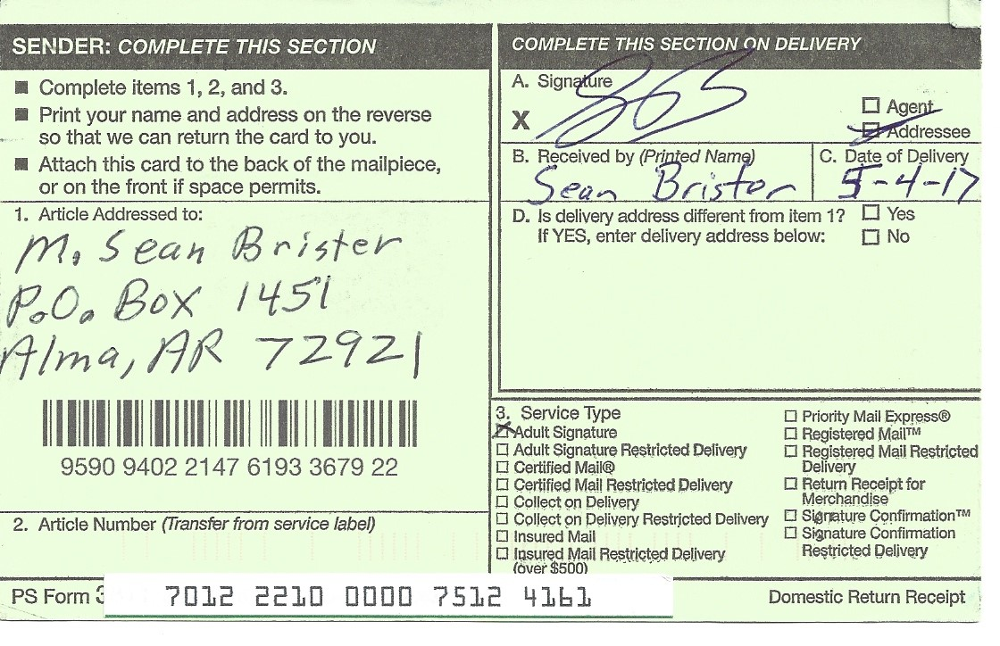 SENDER: COMPLETE THIS SECTION
■ Complete items 1, 2, and 3.
■ Print your name and address on the reverse
so that we can return the card to you.
■ Attach this card to the back of the mailpiece,
or on the front if space permits.
1. Article Addressed to:
M. Sean Brister
P.O. Box 1451
Alma, AR 72921
9590 9402 2147 6193 3679 22
2. Article Number (Transfer from service label)
7012 2210 0000 7512 4161
PS Form 3
COMPLETE THIS SECTION ON DELIVERY
A. Signature
X
☐ Agent
☐ Addressee
B. Received by (Printed Name)
Sean Brister
C. Date of Delivery
5-4-17
D. Is delivery address different from item 1? ☐ Yes
If YES, enter delivery address below: ☐ No
3. Service Type
☒ Adult Signature
☐ Adult Signature Restricted Delivery
☐ Certified Mail®
☐ Certified Mail Restricted Delivery
☐ Collect on Delivery
☐ Collect on Delivery Restricted Delivery
☐ Insured Mail
☐ Insured Mail Restricted Delivery
(over $500)
☐ Priority Mail Express®
☐ Registered Mail™
☐ Registered Mail Restricted
Delivery
☐ Return Receipt for
Merchandise
☐ Signature Confirmation™
☐ Signature Confirmation
Restricted Delivery
Domestic Return Receipt